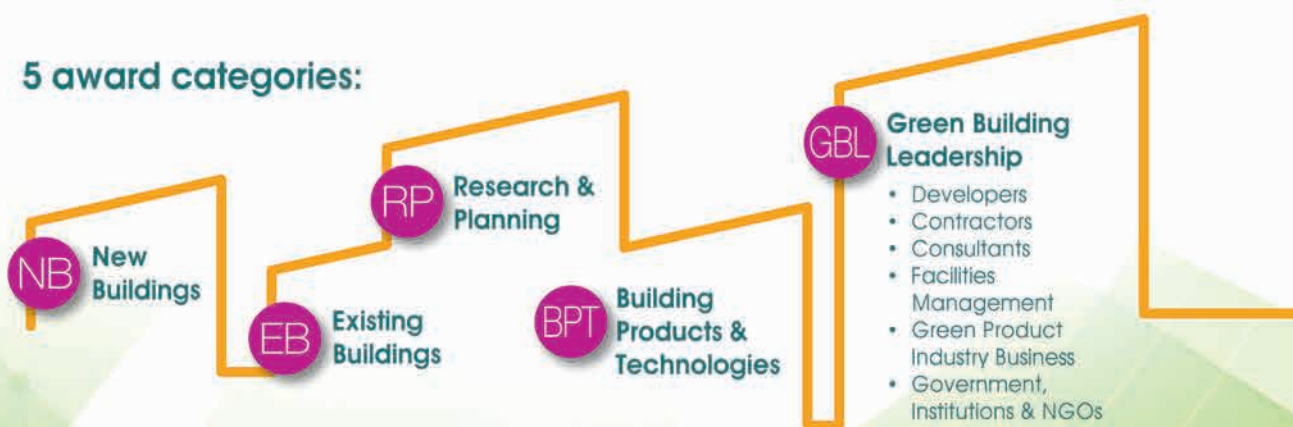 5 award categories:
NB
New
Buildings
EB
Existing
Buildings
RP
Research &
Planning
BPT
Building
Products &
Technologies
GBL
Green Building
Leadership
• Developers
• Contractors
• Consultants
• Facilities
Management
• Green Product
Industry Business
• Government,
Institutions & NGOs